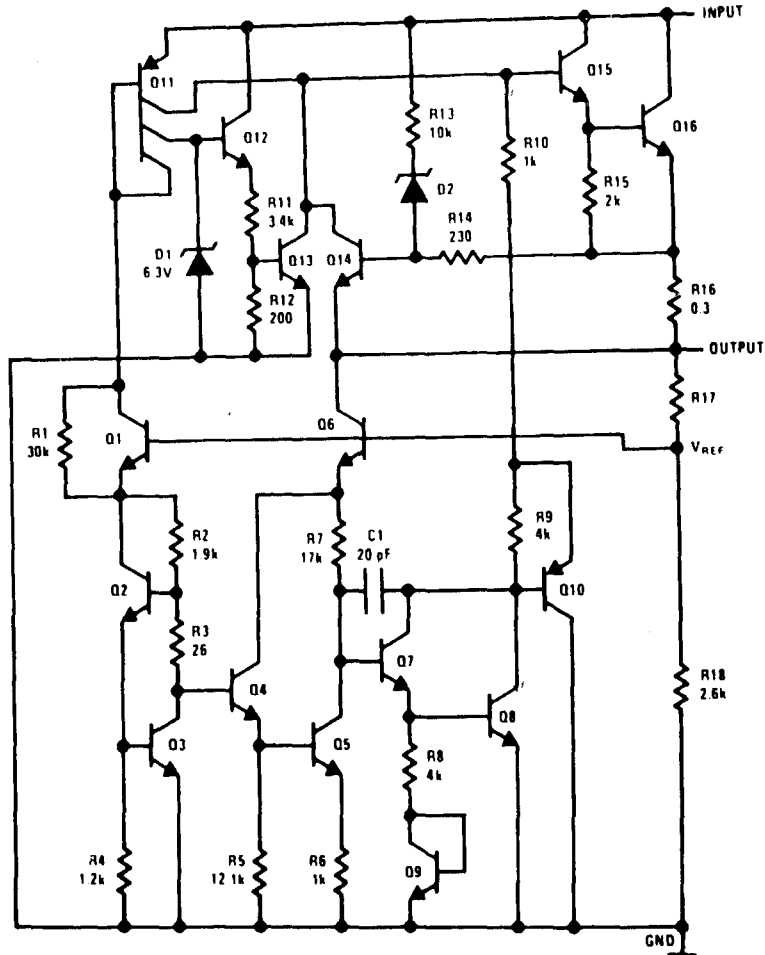 INPUT
Q11
Q15
Q12
R13
10k
R10
1k
Q16
R11
3.4k
D2
R15
2k
D1
6.3V
Q13
Q14
R14
230
R12
200
R16
0.3
OUTPUT
R1
30k
Q1
Q6
R17
VREF
R2
1.9k
R7
17k
C1
20 pF
R9
4k
Q2
Q10
R3
26
Q7
Q4
R18
2.6k
Q3
Q5
Q8
R8
4k
R4
1.2k
R5
12 1k
R6
1k
Q9
GND